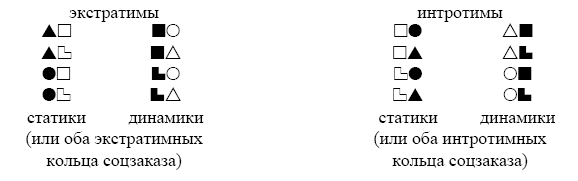 экстратимы
интротимы
статики динамики
(или оба экстратимных
кольца соцзаказа)
статики динамики
(или оба интротимных
кольца соцзаказа)